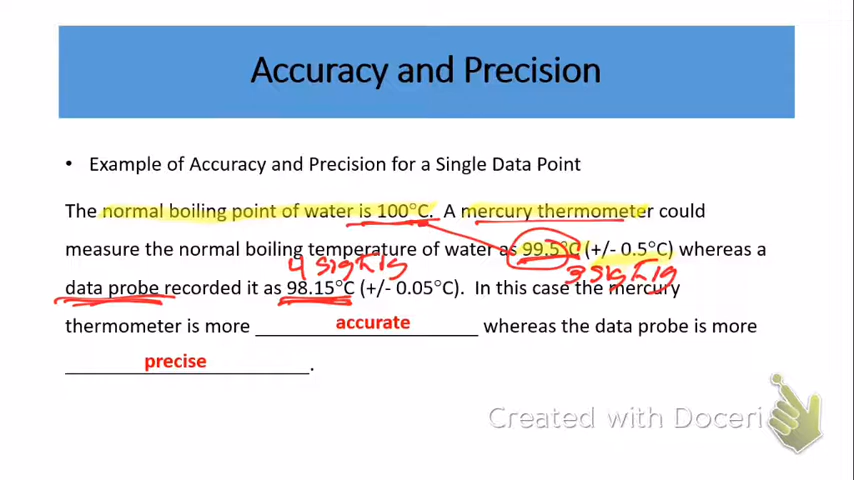 Accuracy and Precision
• Example of Accuracy and Precision for a Single Data Point
The normal boiling point of water is 100°C. A mercury thermometer could
measure the normal boiling temperature of water as 99.5°C (+/- 0.5°C) whereas a
4 sig fig
3 sig fig
data probe recorded it as 98.15°C (+/- 0.05°C). In this case the mercury
thermometer is more ____________________ accurate whereas the data probe is more
____________________ precise.
Created with Doceri